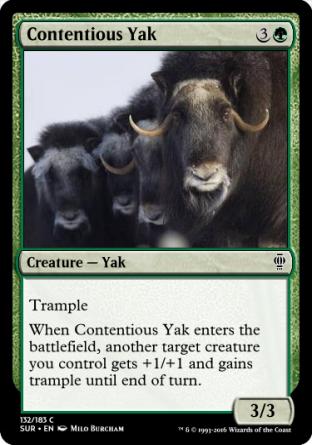 Contentious Yak 3
Creature — Yak
Trample
When Contentious Yak enters the
battlefield, another target creature
you control gets +1/+1 and gains
trample until end of turn.
132/183 C
SUR • EN Milo Burcham
™ & © 1993-2016 Wizards of the Coast
3/3